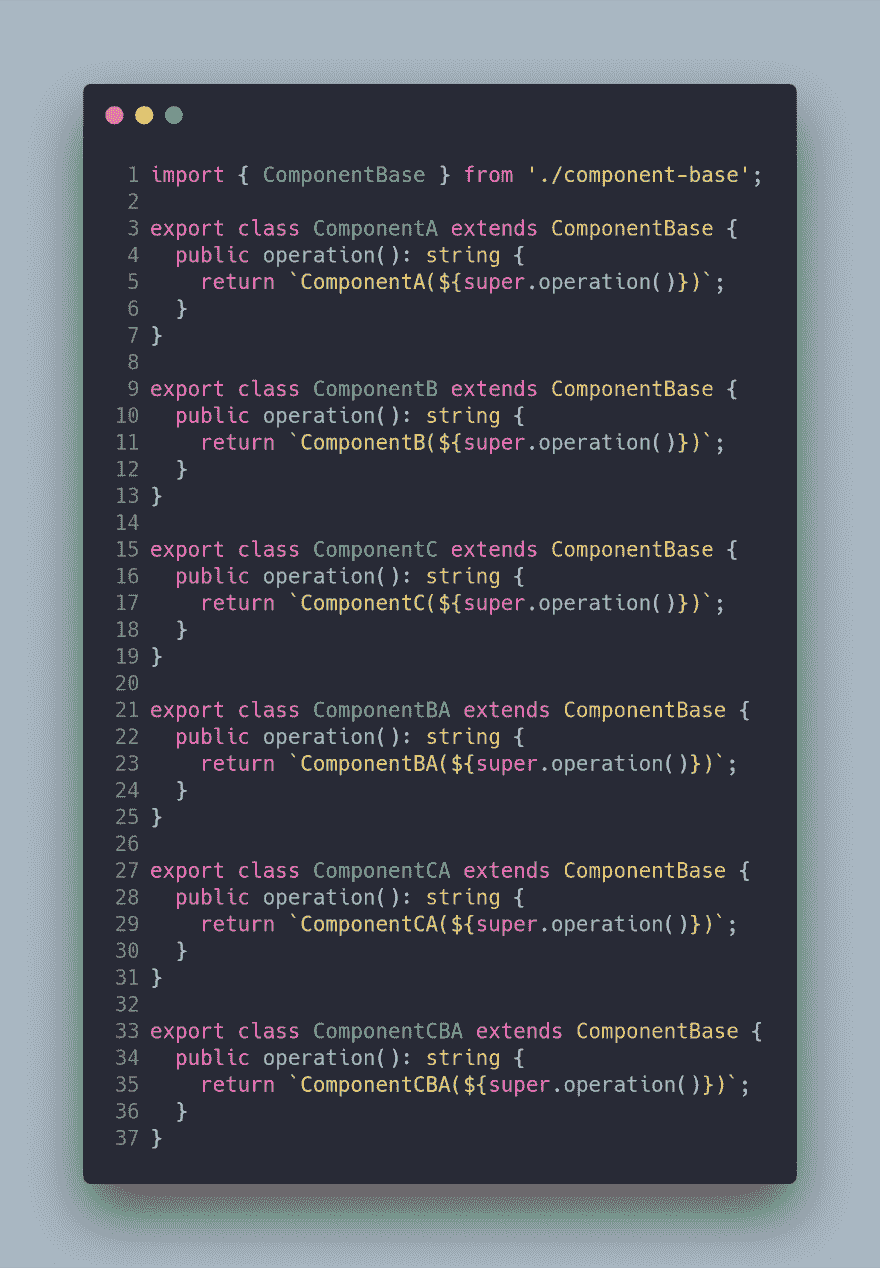 1 import { ComponentBase } from './component-base';
2
3 export class ComponentA extends ComponentBase {
4   public operation(): string {
5     return `ComponentA(${super.operation()})`;
6   }
7 }
8
9 export class ComponentB extends ComponentBase {
10   public operation(): string {
11     return `ComponentB(${super.operation()})`;
12   }
13 }
14
15 export class ComponentC extends ComponentBase {
16   public operation(): string {
17     return `ComponentC(${super.operation()})`;
18   }
19 }
20
21 export class ComponentBA extends ComponentBase {
22   public operation(): string {
23     return `ComponentBA(${super.operation()})`;
24   }
25 }
26
27 export class ComponentCA extends ComponentBase {
28   public operation(): string {
29     return `ComponentCA(${super.operation()})`;
30   }
31 }
32
33 export class ComponentCBA extends ComponentBase {
34   public operation(): string {
35     return `ComponentCBA(${super.operation()})`;
36   }
37 }